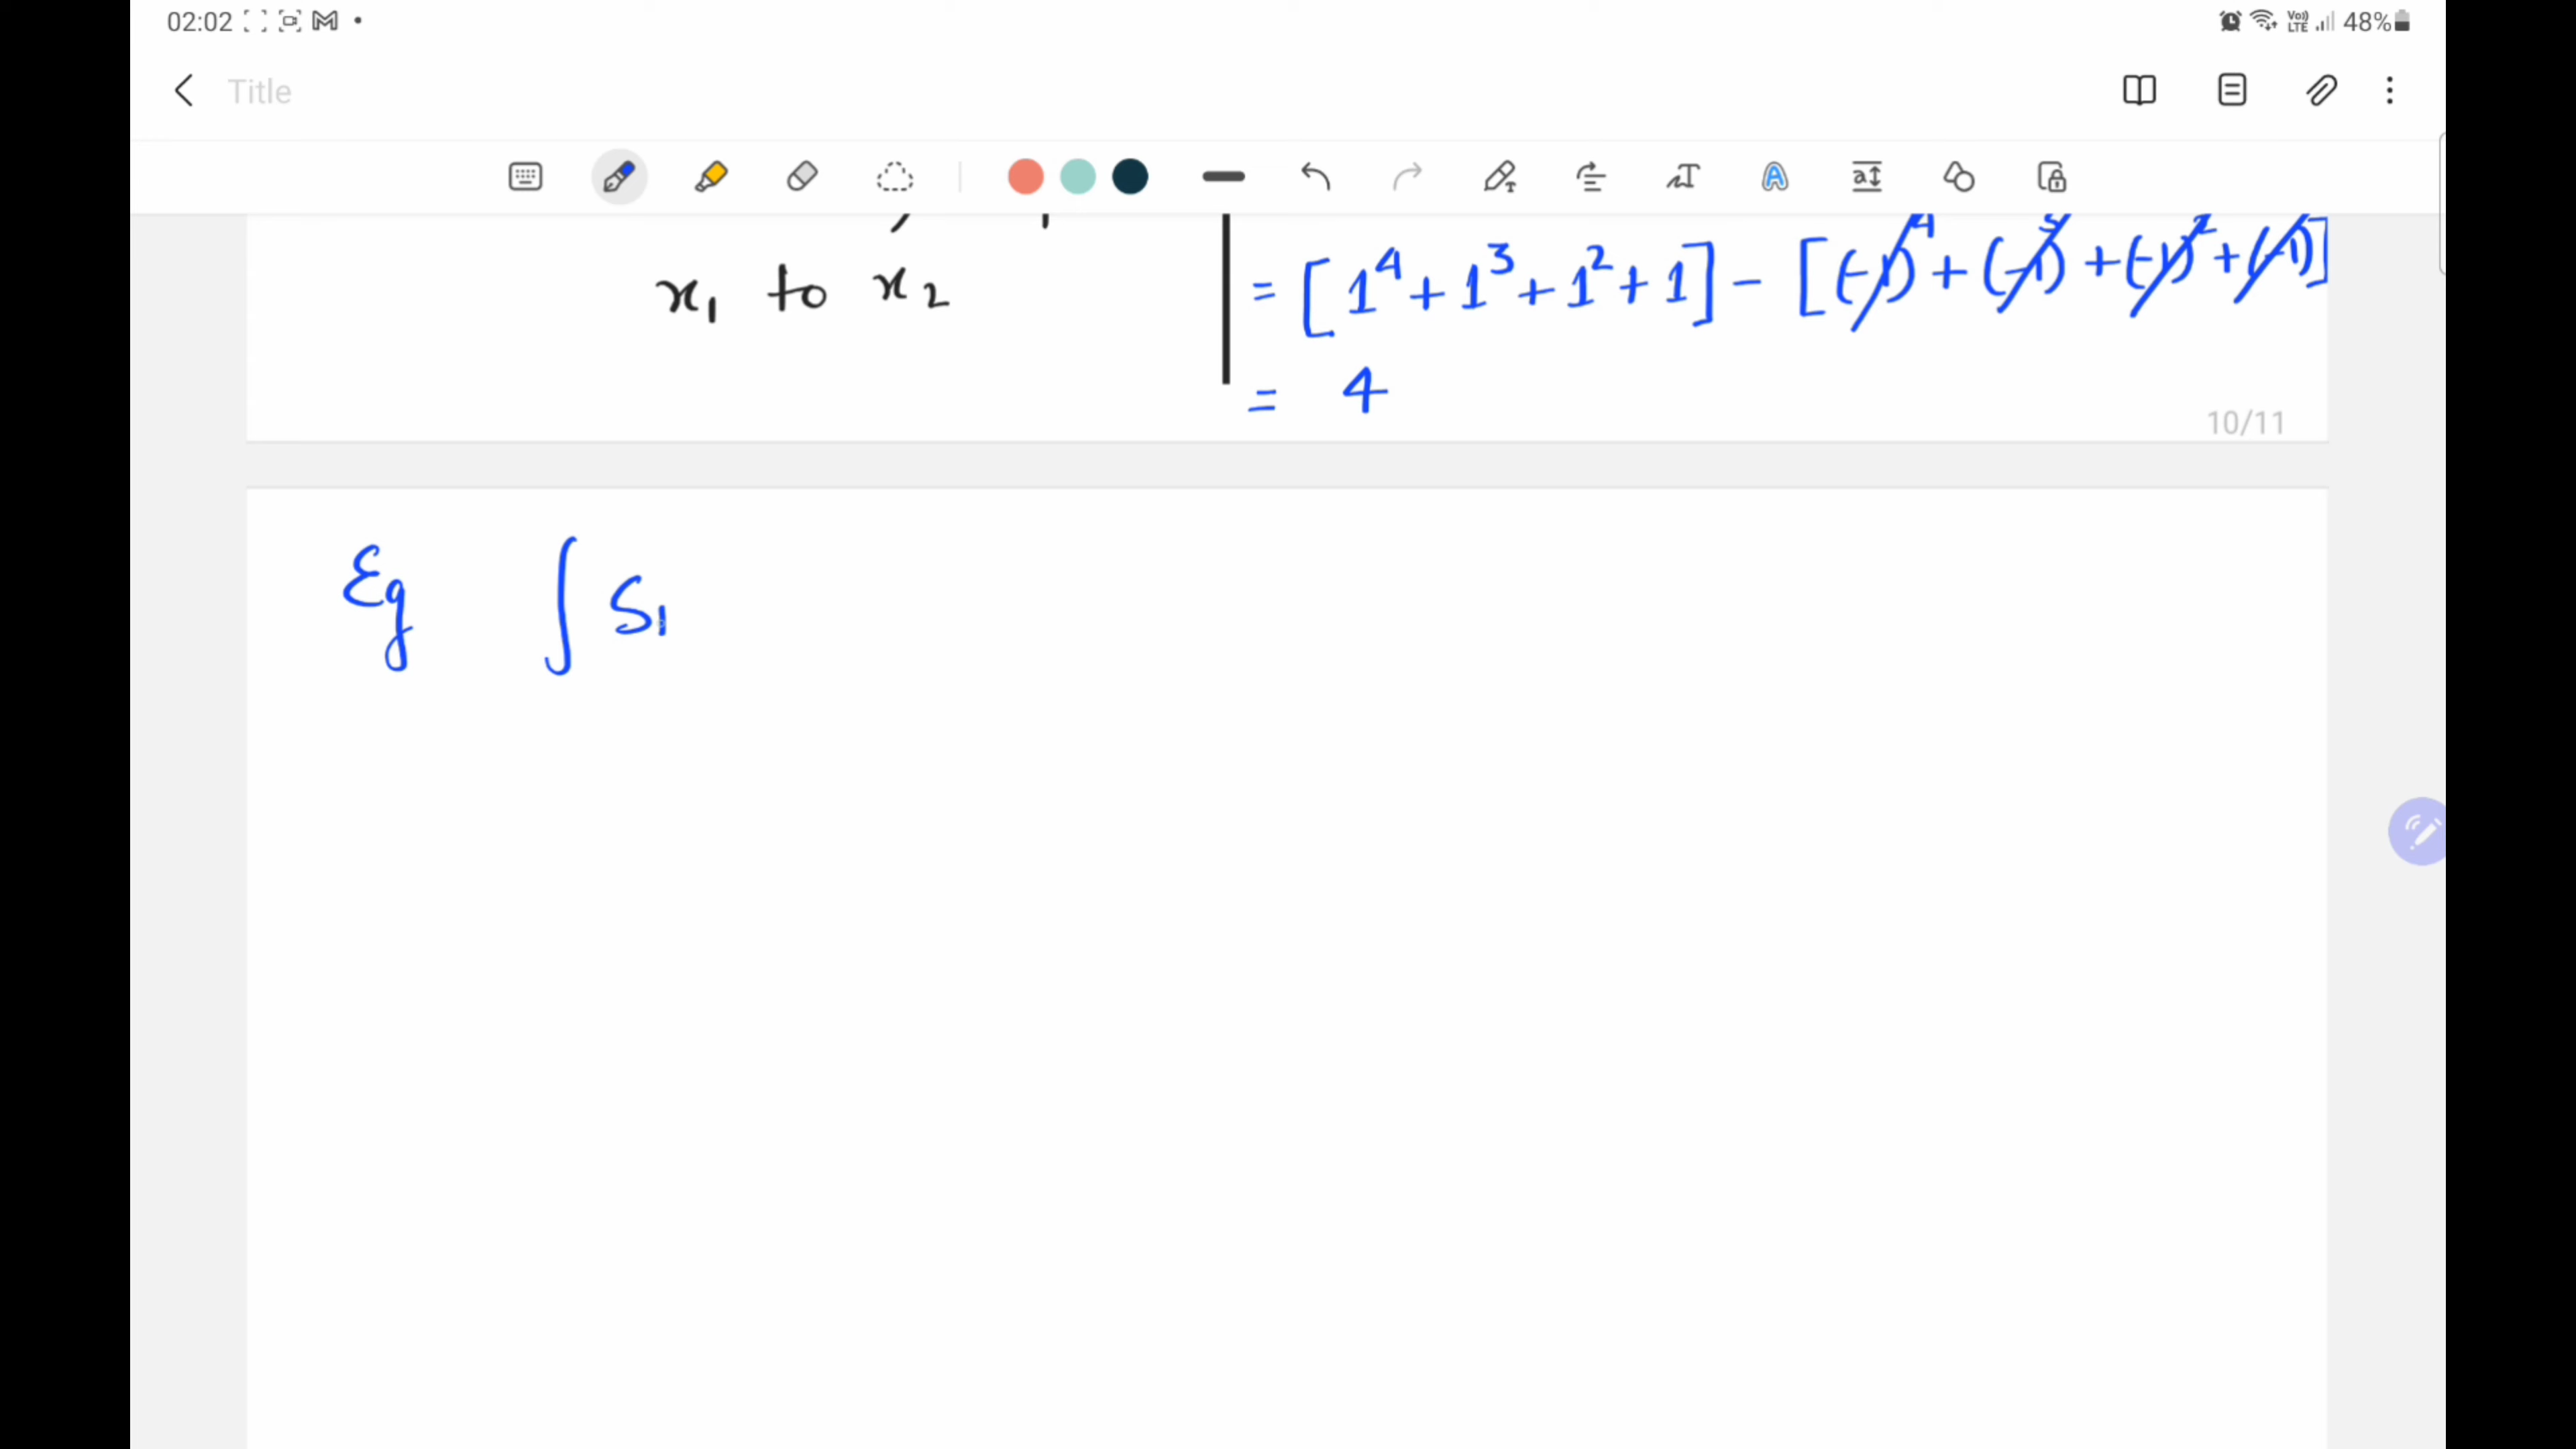 02:02
48%
Title
x₁ to x₂
= [1⁴ + 1³ + 1² + 1] - [(-1)⁴ + (-1)³ + (-1)² + (-1)]
= 4
10/11
Eg ∫ Sı